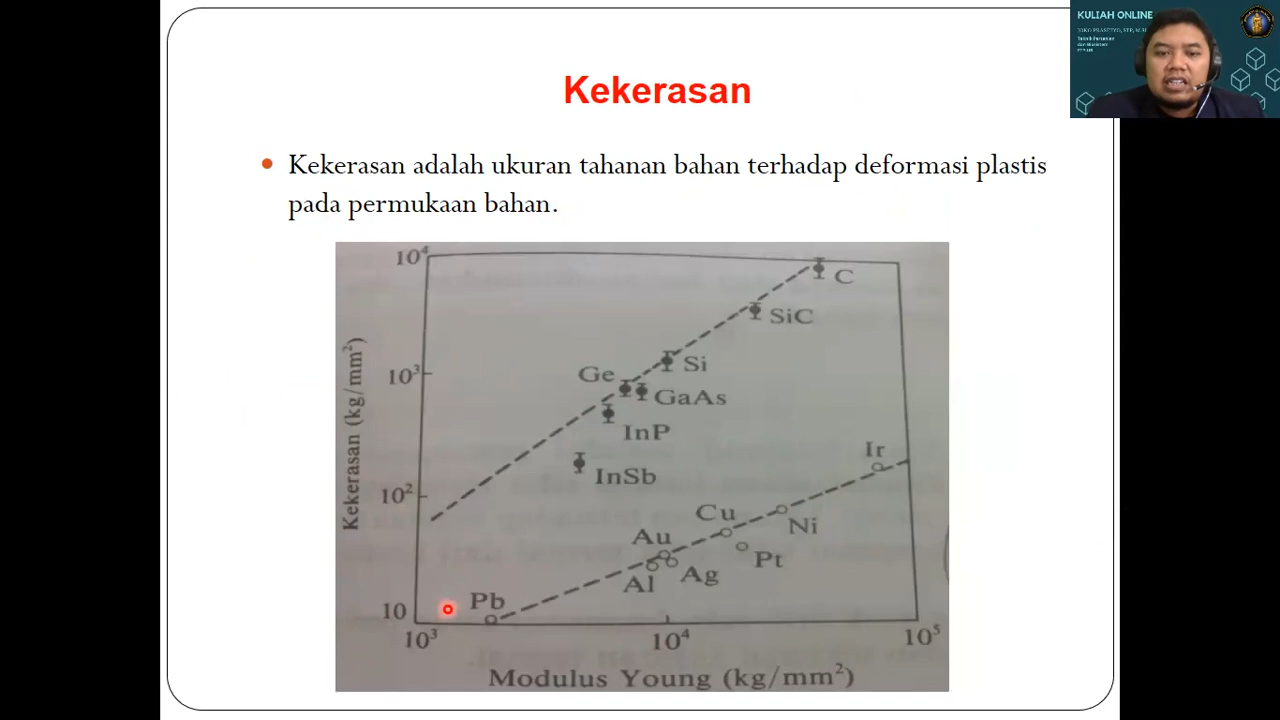 Kekerasan
Kekerasan adalah ukuran tahanan bahan terhadap deformasi plastis
pada permukaan bahan.
KULIAH ONLINE
10⁴
10³
10²
10
Kekerasan (kg/mm²)
C
SiC
Si
Ge
GaAs
InP
InSb
Ir
Ni
Cu
Pt
Au
Ag
Al
Pb
10³
10⁴
10⁵
Modulus Young (kg/mm²)